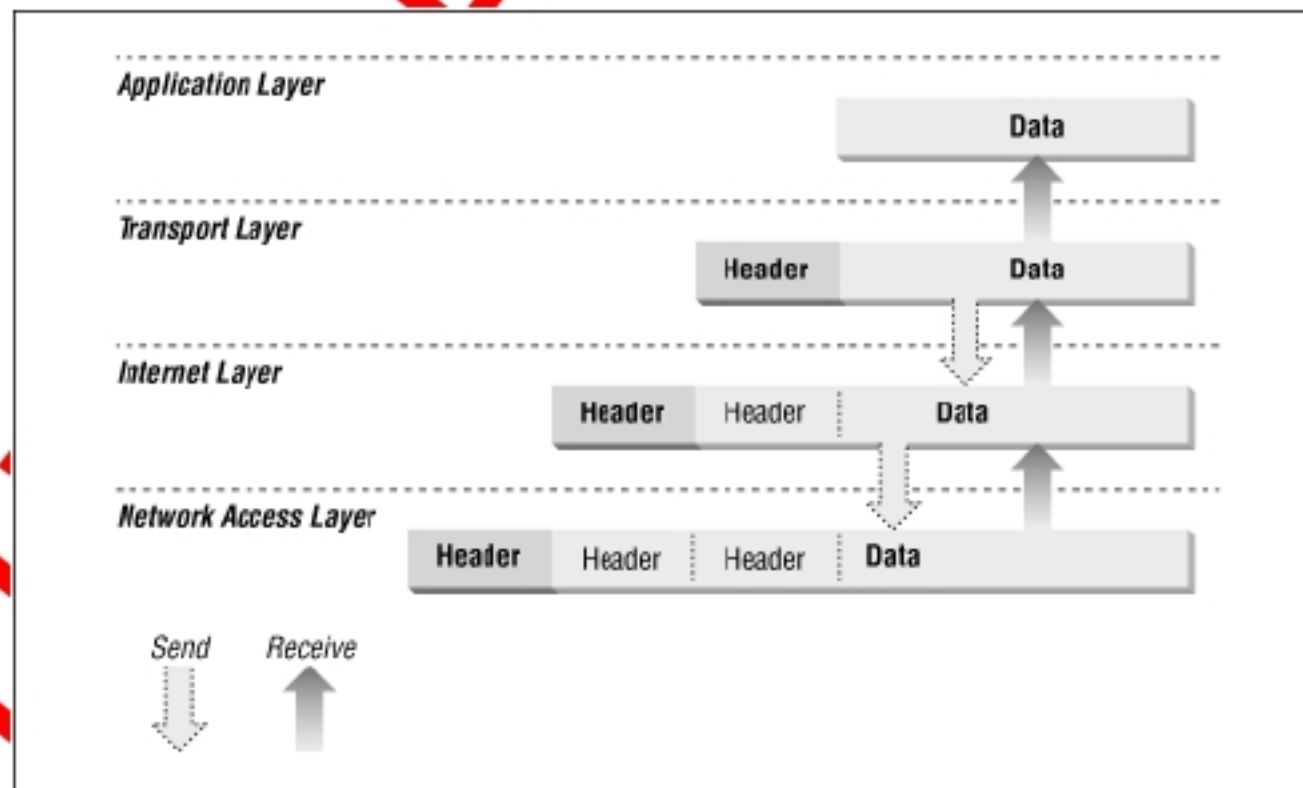 Application Layer
Data
Transport Layer
Header Data
Internet Layer
Header Header Data
Network Access Layer
Header Header Header Data
Send Receive